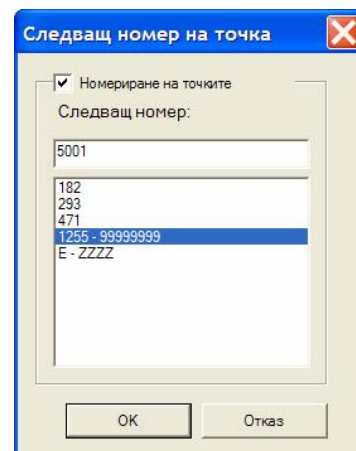 Следващ номер на точка
Номериране на точките
Следващ номер:
5001
182
293
471
1255 - 99999999
E - ZZZZ
OK
Отказ